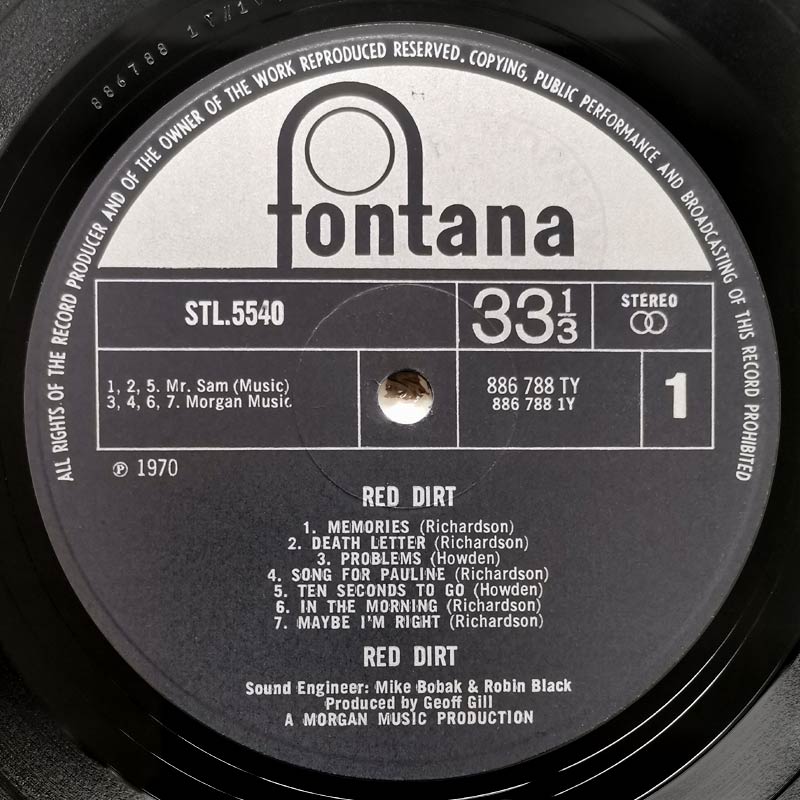 886788 1Y//1
ALL RIGHTS OF THE RECORD PRODUCER AND OF THE OWNER OF THE WORK REPRODUCED RESERVED. COPYING, PUBLIC PERFORMANCE AND BROADCASTING OF THIS RECORD PROHIBITED
fontana
STL.5540
33 1/3
STEREO
1, 2, 5. Mr. Sam (Music)
3, 4, 6, 7. Morgan Music
886 788 TY
886 788 1Y
1
℗ 1970
RED DIRT
1. MEMORIES (Richardson)
2. DEATH LETTER (Richardson)
3. PROBLEMS (Howden)
4. SONG FOR PAULINE (Richardson)
5. TEN SECONDS TO GO (Howden)
6. IN THE MORNING (Richardson)
7. MAYBE I'M RIGHT (Richardson)
RED DIRT
Sound Engineer: Mike Bobak & Robin Black
Produced by Geoff Gill
A MORGAN MUSIC PRODUCTION